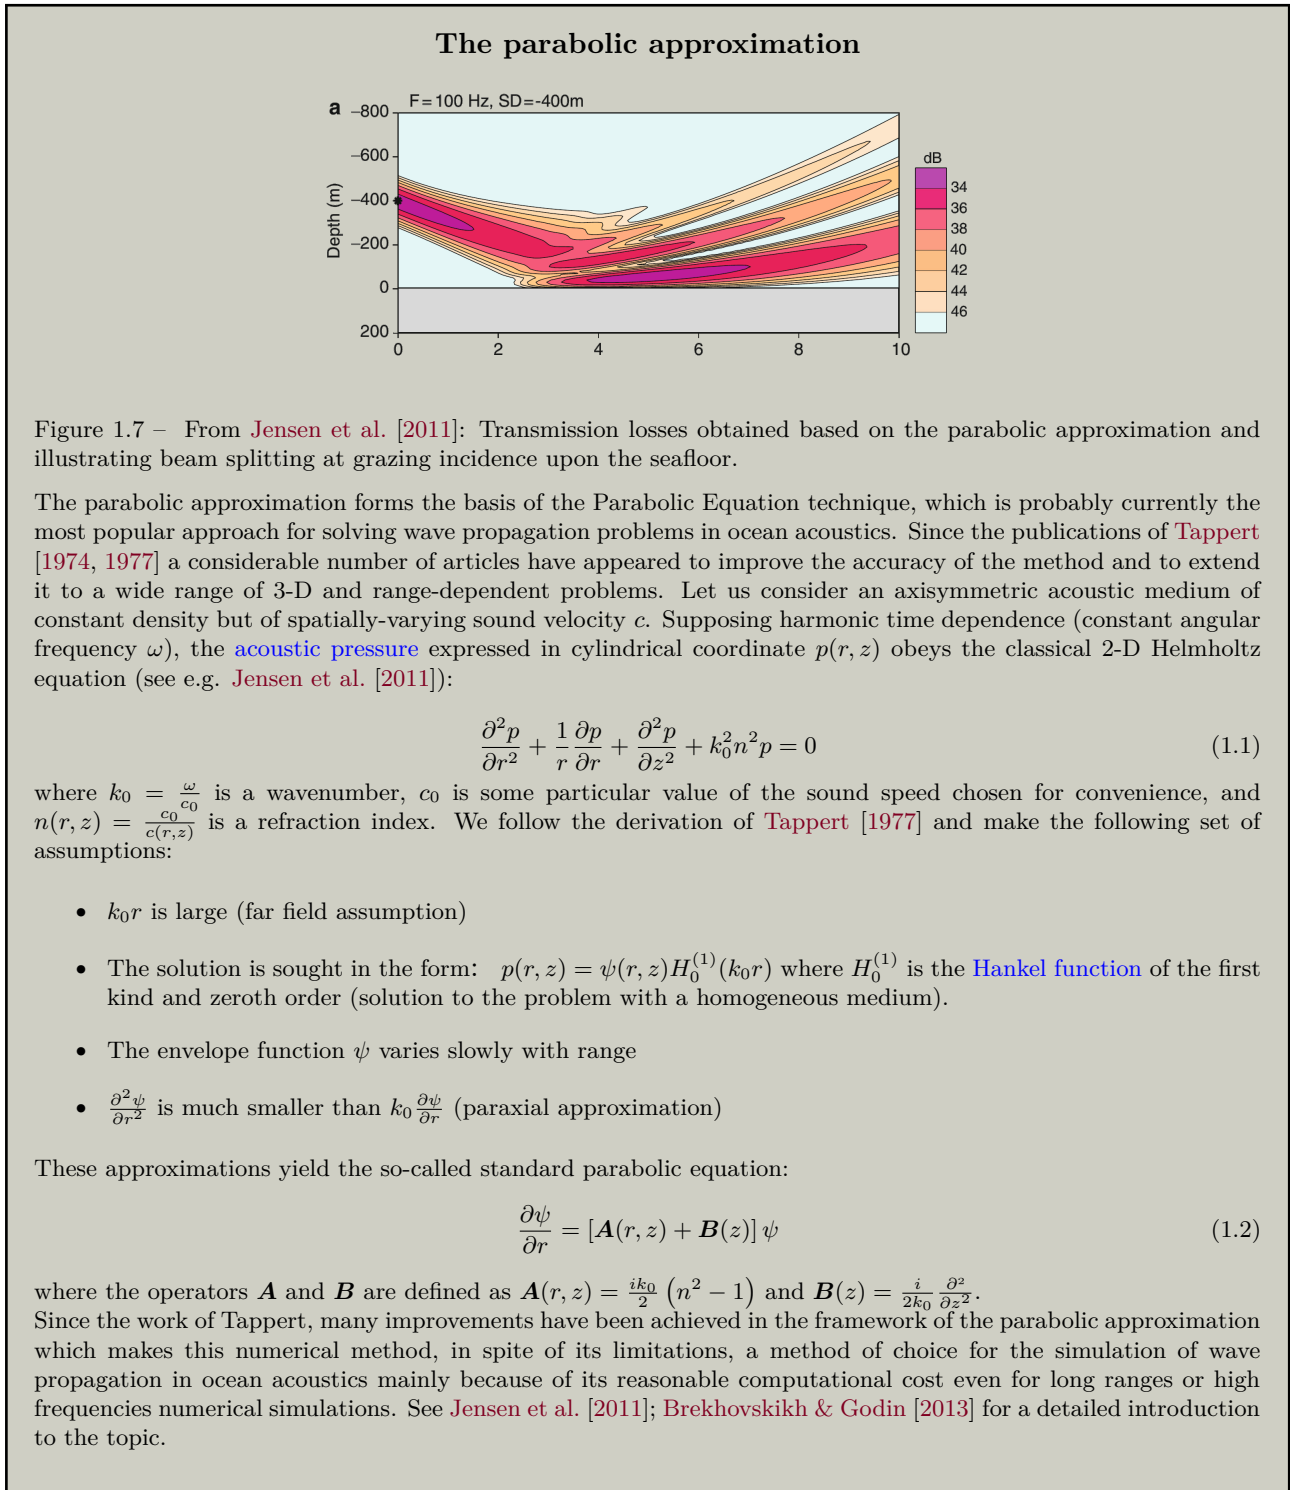 The parabolic approximation
a F = 100 Hz, SD = -400m
−800
−600
−400
−200
0
200
Depth (m)
0 2 4 6 8 10
dB
34
36
38
40
42
44
46
Figure 1.7 – From Jensen et al. [2011]: Transmission losses obtained based on the parabolic approximation and
illustrating beam splitting at grazing incidence upon the seafloor.
The parabolic approximation forms the basis of the Parabolic Equation technique, which is probably currently the
most popular approach for solving wave propagation problems in ocean acoustics. Since the publications of Tappert
[1974, 1977] a considerable number of articles have appeared to improve the accuracy of the method and to extend
it to a wide range of 3-D and range-dependent problems. Let us consider an axisymmetric acoustic medium of
constant density but of spatially-varying sound velocity c. Supposing harmonic time dependence (constant angular
frequency ω), the acoustic pressure expressed in cylindrical coordinate p(r, z) obeys the classical 2-D Helmholtz
equation (see e.g. Jensen et al. [2011]):
∂²p/∂r² + 1/r ∂p/∂r + ∂²p/∂z² + k₀²n²p = 0 (1.1)
where k₀ = ω/c₀ is a wavenumber, c₀ is some particular value of the sound speed chosen for convenience, and
n(r, z) = c₀/c(r,z) is a refraction index. We follow the derivation of Tappert [1977] and make the following set of
assumptions:
• k₀r is large (far field assumption)
• The solution is sought in the form: p(r, z) = ψ(r, z)H₀⁽¹⁾(k₀r) where H₀⁽¹⁾ is the Hankel function of the first
kind and zeroth order (solution to the problem with a homogeneous medium).
• The envelope function ψ varies slowly with range
• ∂²ψ/∂r² is much smaller than k₀ ∂ψ/∂r (paraxial approximation)
These approximations yield the so-called standard parabolic equation:
∂ψ/∂r = [A(r, z) + B(z)] ψ (1.2)
where the operators A and B are defined as A(r, z) = ik₀/2 (n² − 1) and B(z) = i/2k₀ ∂²/∂z².
Since the work of Tappert, many improvements have been achieved in the framework of the parabolic approximation
which makes this numerical method, in spite of its limitations, a method of choice for the simulation of wave
propagation in ocean acoustics mainly because of its reasonable computational cost even for long ranges or high
frequencies numerical simulations. See Jensen et al. [2011]; Brekhovskikh & Godin [2013] for a detailed introduction
to the topic.